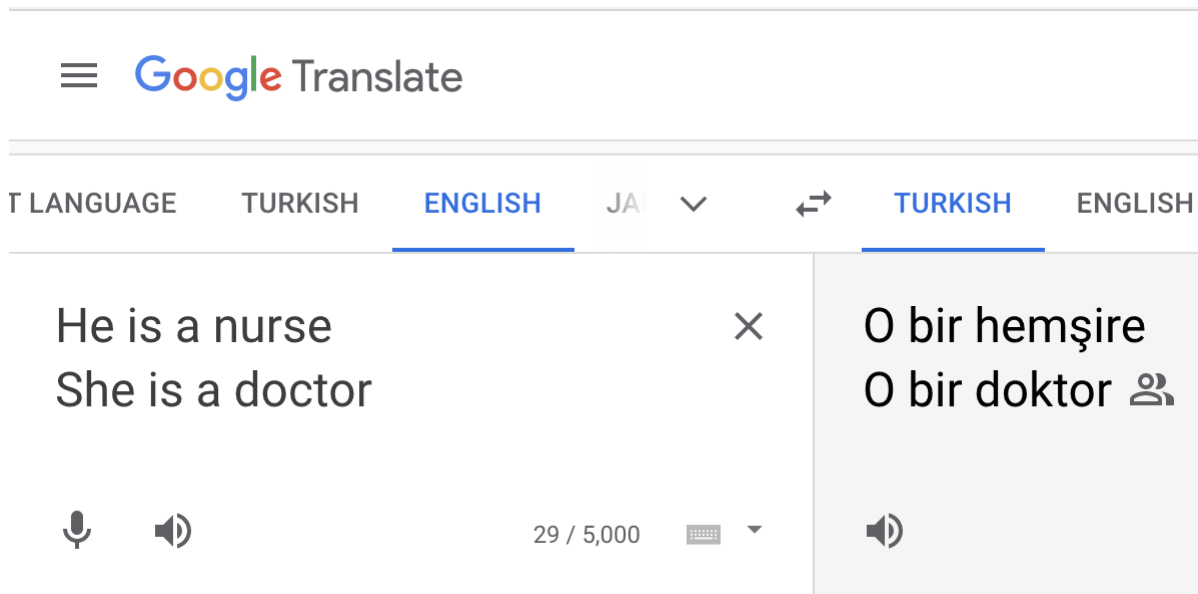 Google Translate
T LANGUAGE TURKISH ENGLISH JA TURKISH ENGLISH
He is a nurse
She is a doctor
29 / 5,000
O bir hemşire
O bir doktor